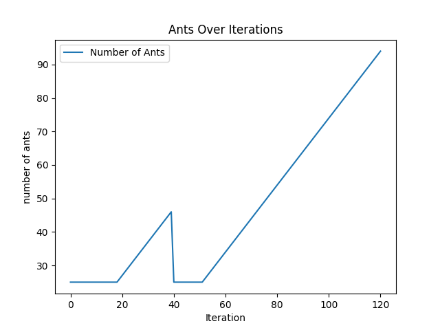 Ants Over Iterations
Number of Ants
number of ants
90
80
70
60
50
40
30
0 20 40 60 80 100 120
Iteration